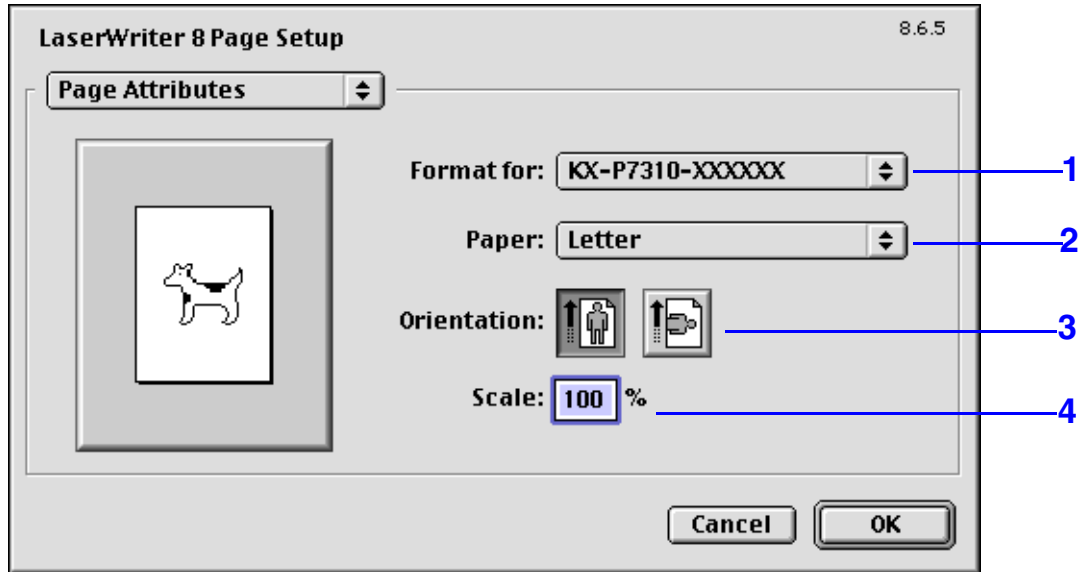 LaserWriter 8 Page Setup
8.6.5
Page Attributes
Format for: KX-P7310-XXXXXX
1
Paper: Letter
2
Orientation:
3
Scale: 100 %
4
Cancel
OK